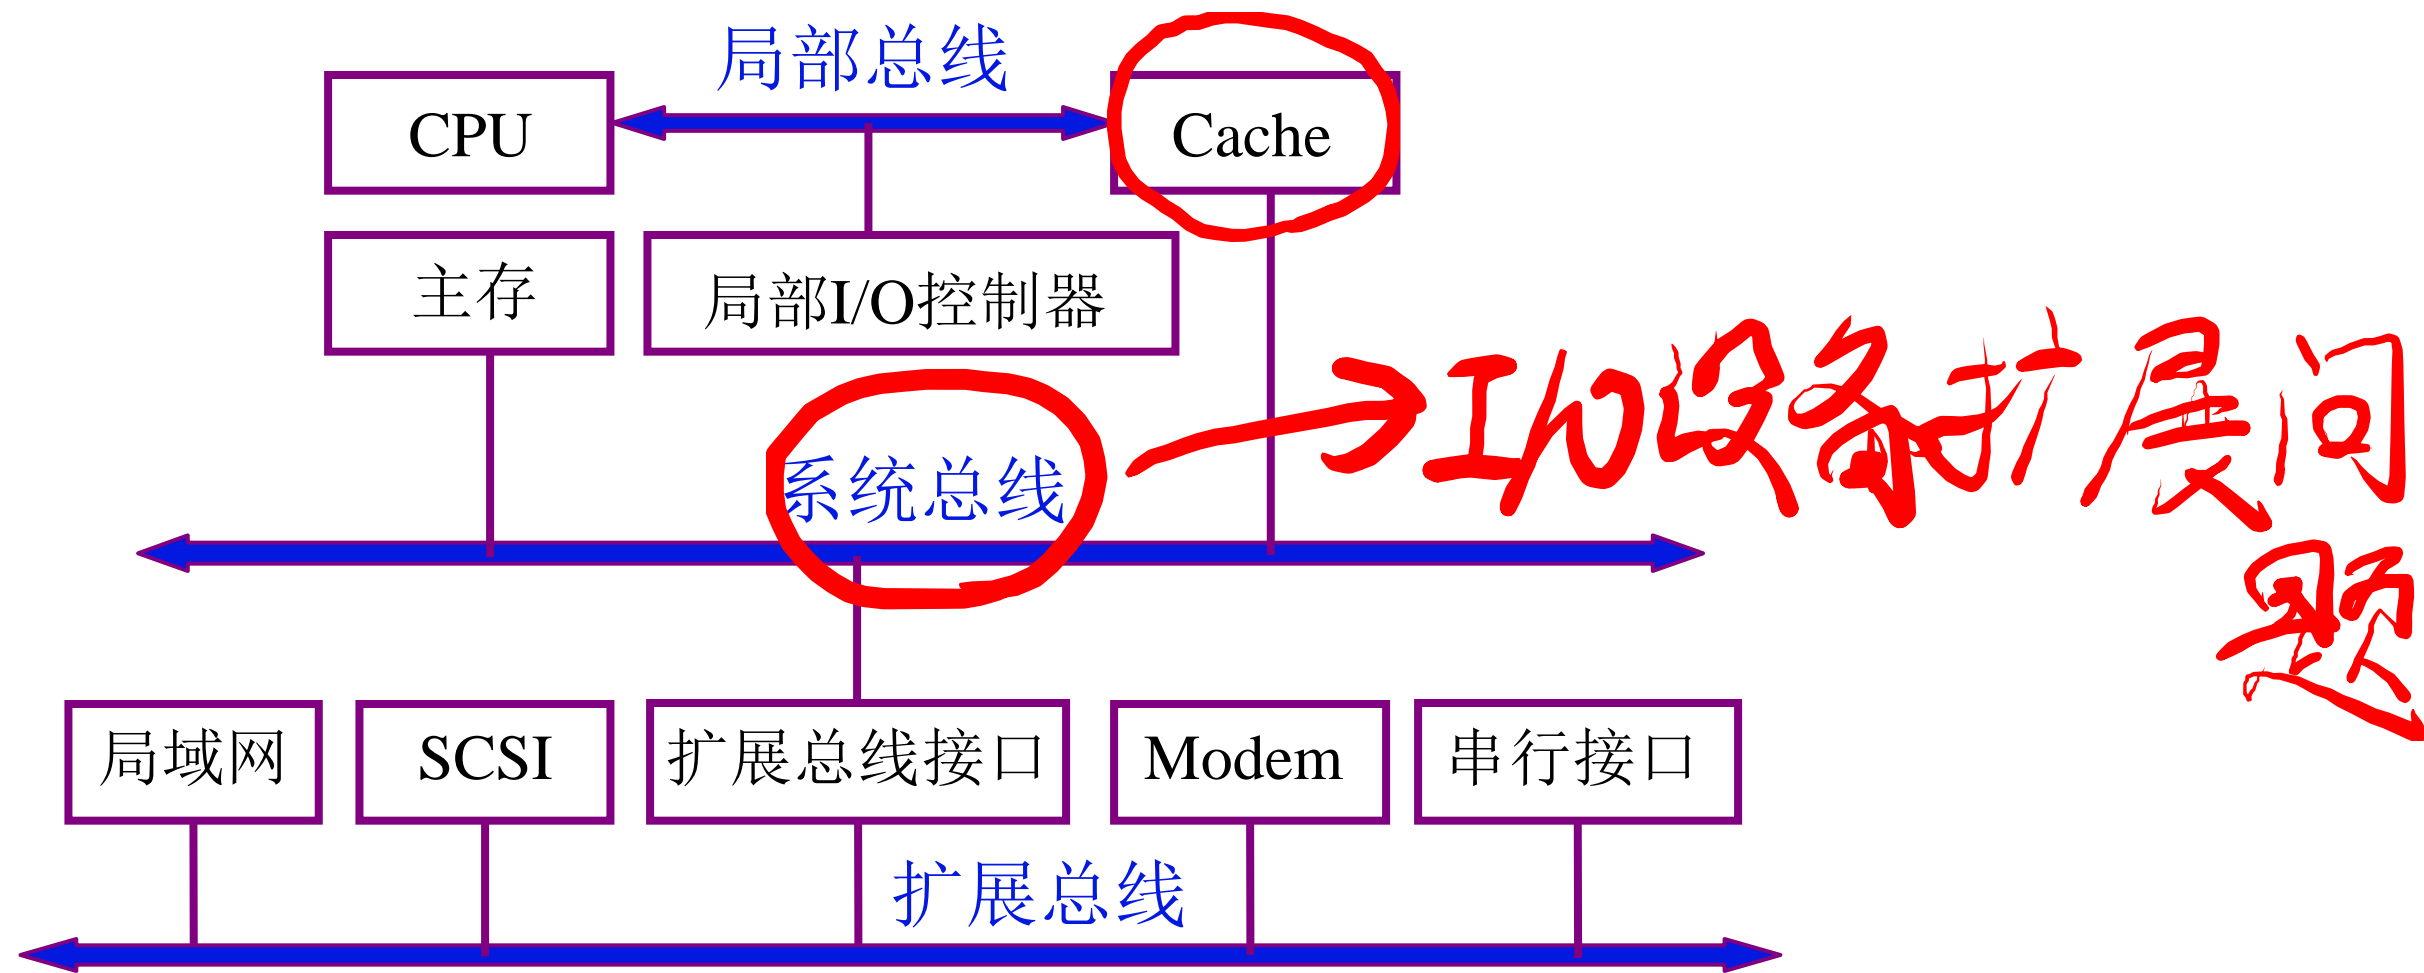 局部总线
CPU
Cache
主存
局部I/O控制器
系统总线
I/O设备扩展问
题
局域网
SCSI
扩展总线接口
Modem
串行接口
扩展总线